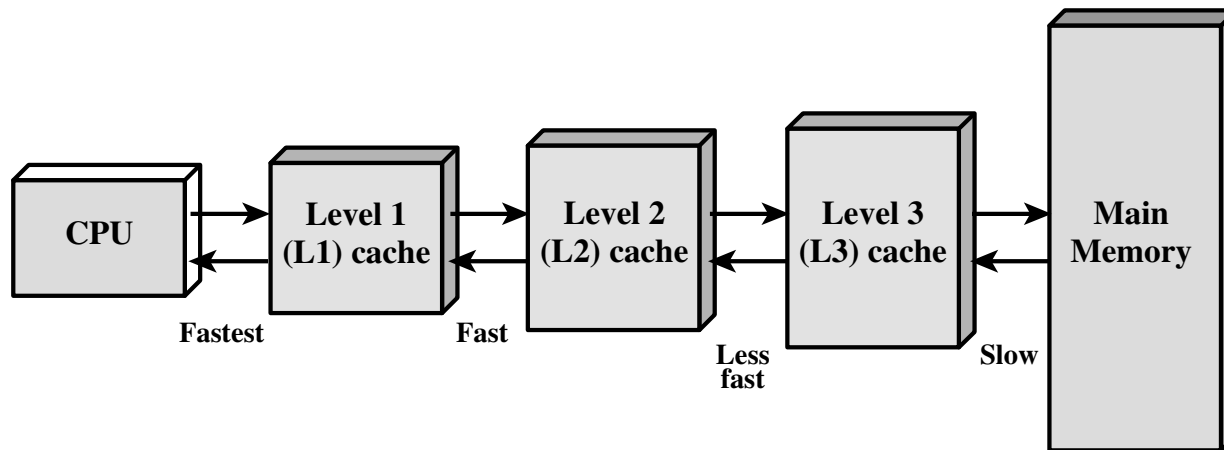 CPU
Level 1
(L1) cache
Level 2
(L2) cache
Level 3
(L3) cache
Main
Memory
Fastest
Fast
Less
fast
Slow